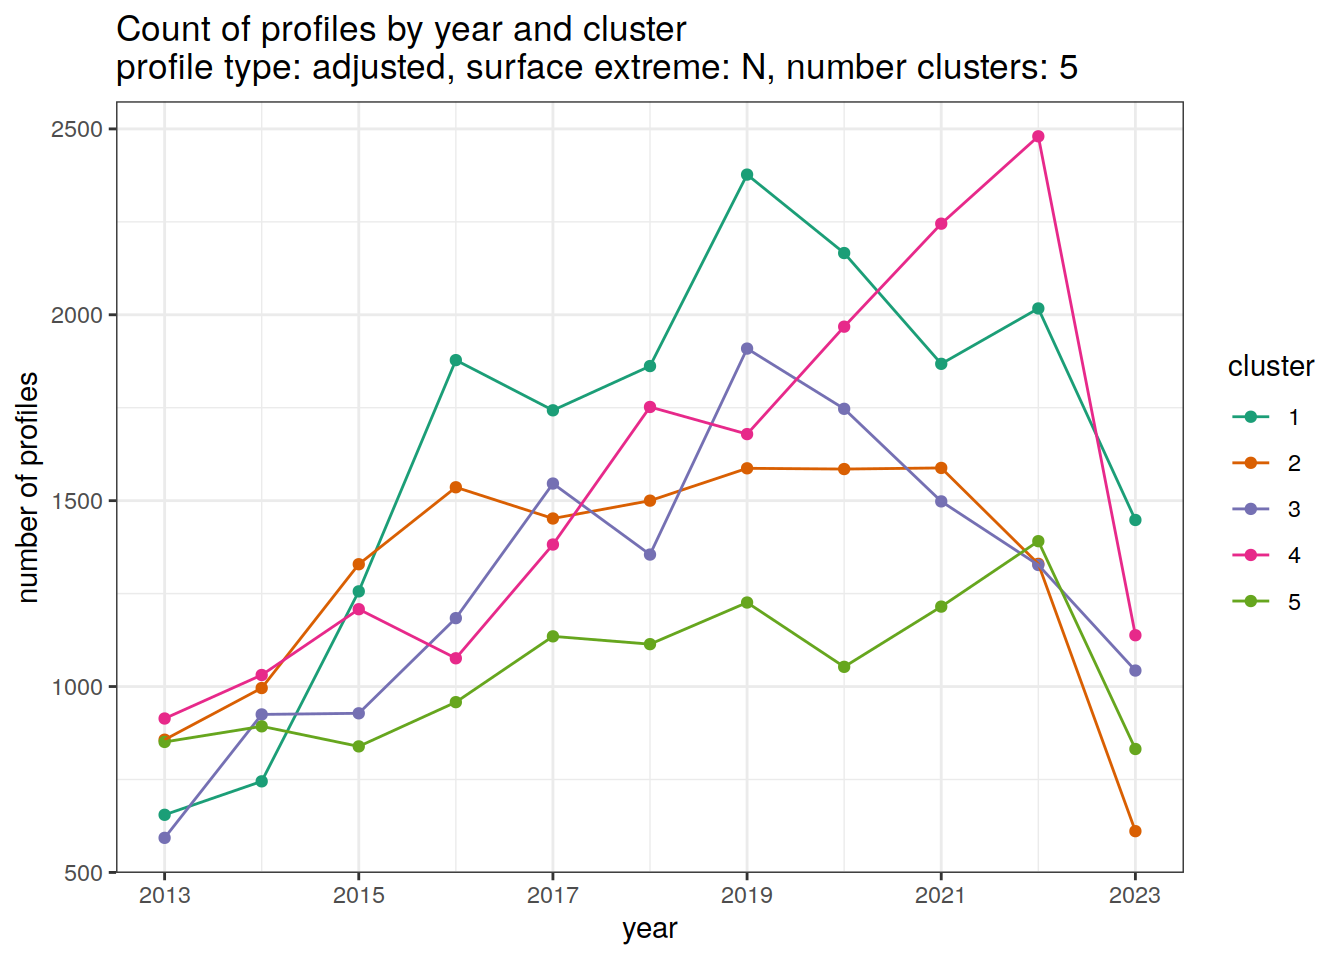 Count of profiles by year and cluster
profile type: adjusted, surface extreme: N, number clusters: 5
number of profiles
2500
2000
1500
1000
500
2013 2015 2017 2019 2021 2023
year
cluster
1
2
3
4
5